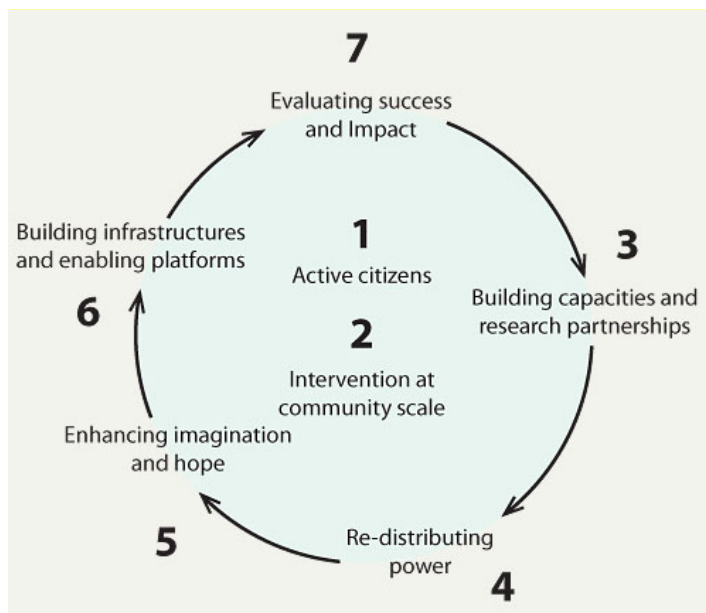 7
Evaluating success
and Impact
1
Active citizens
2
Intervention at
community scale
3
Building capacities and
research partnerships
4
Re-distributing
power
5
Enhancing imagination
and hope
6
Building infrastructures
and enabling platforms